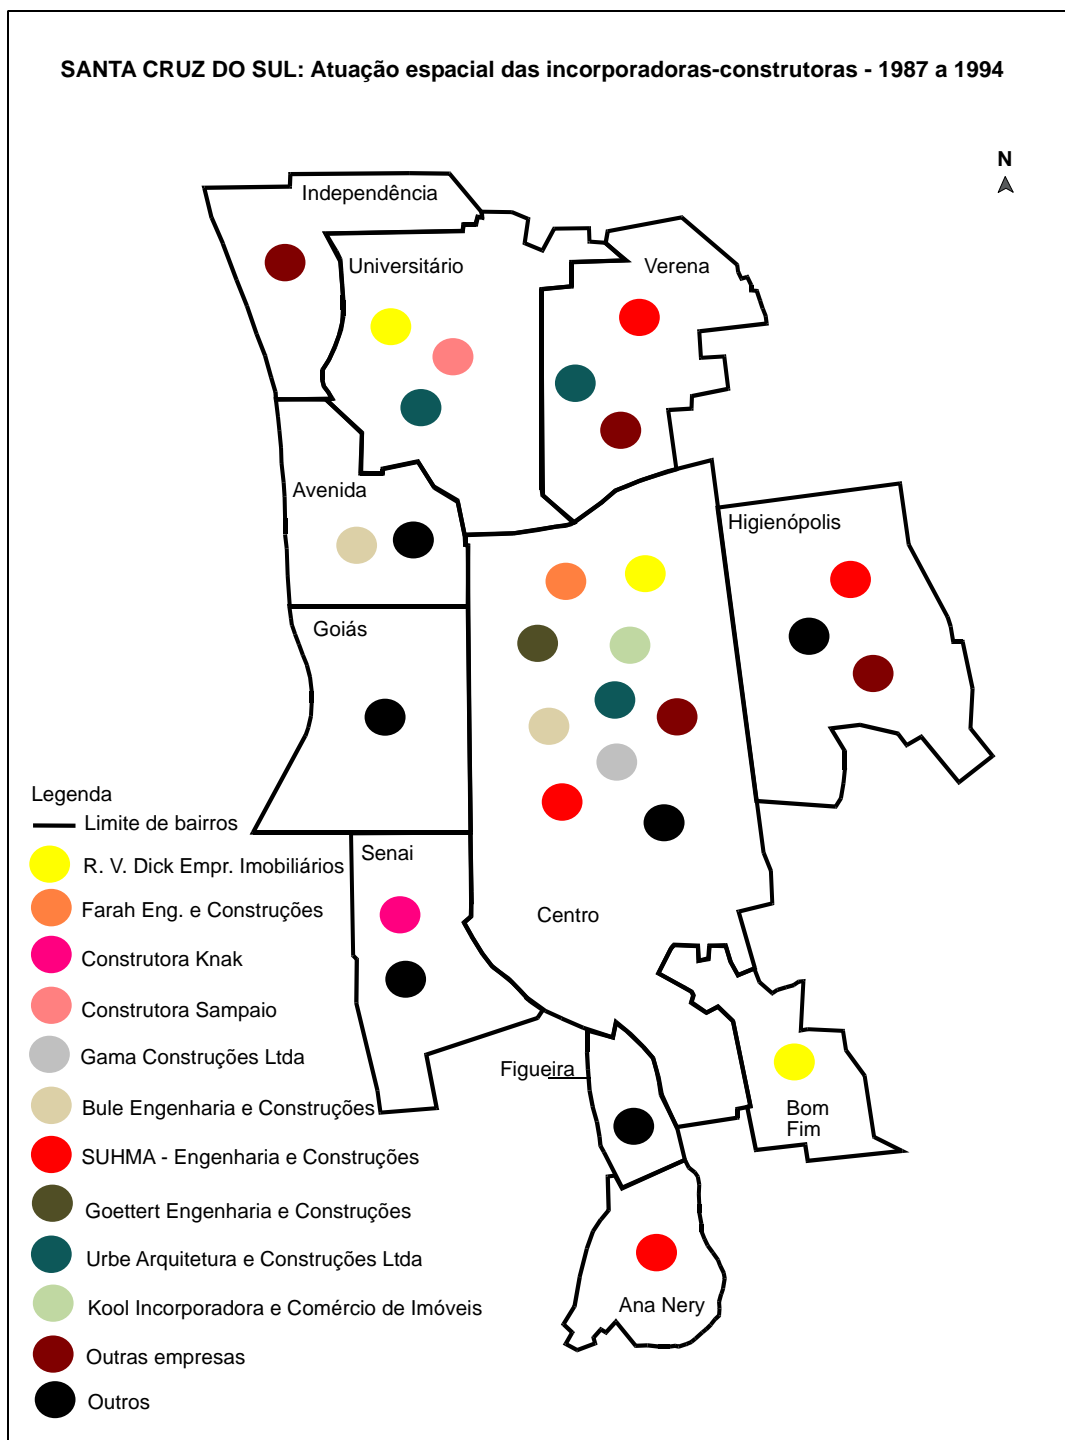 SANTA CRUZ DO SUL: Atuação espacial das incorporadoras-construtoras - 1987 a 1994
N
Independência
Universitário
Verena
Avenida
Higienópolis
Goiás
Senai
Centro
Figueira
Bom
Fim
Ana Nery
Legenda
Limite de bairros
R. V. Dick Empr. Imobiliários
Farah Eng. e Construções
Construtora Knak
Construtora Sampaio
Gama Construções Ltda
Bule Engenharia e Construções
SUHMA - Engenharia e Construções
Goettert Engenharia e Construções
Urbe Arquitetura e Construções Ltda
Kool Incorporadora e Comércio de Imóveis
Outras empresas
Outros